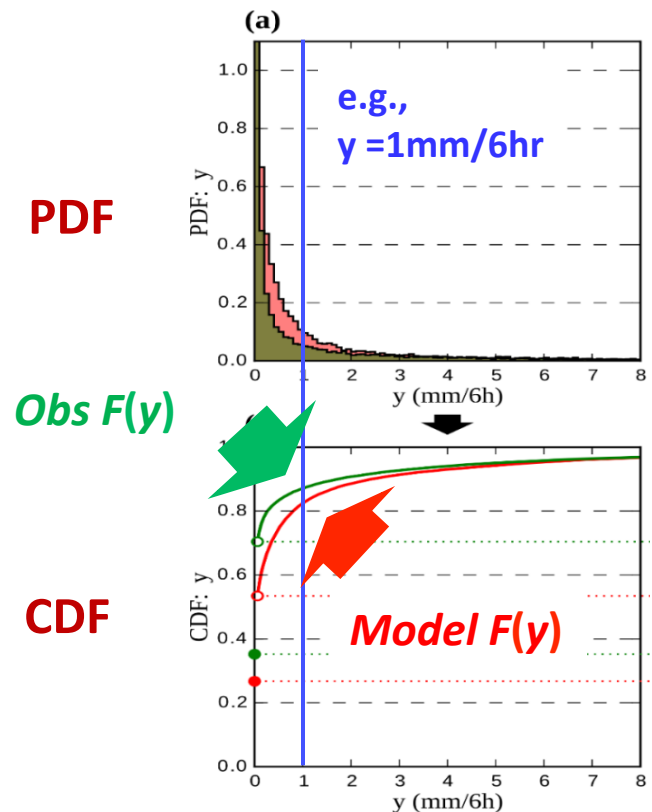 (a)
1.0
0.8
0.6
0.4
0.2
0.0
PDF: y
e.g.,
y =1mm/6hr
PDF
0 1 2 3 4 5 6 7 8
y (mm/6h)
Obs F(y)
0.8
0.6
0.4
0.2
0.0
CDF: y
CDF
Model F(y)
0 1 2 3 4 5 6 7 8
y (mm/6h)